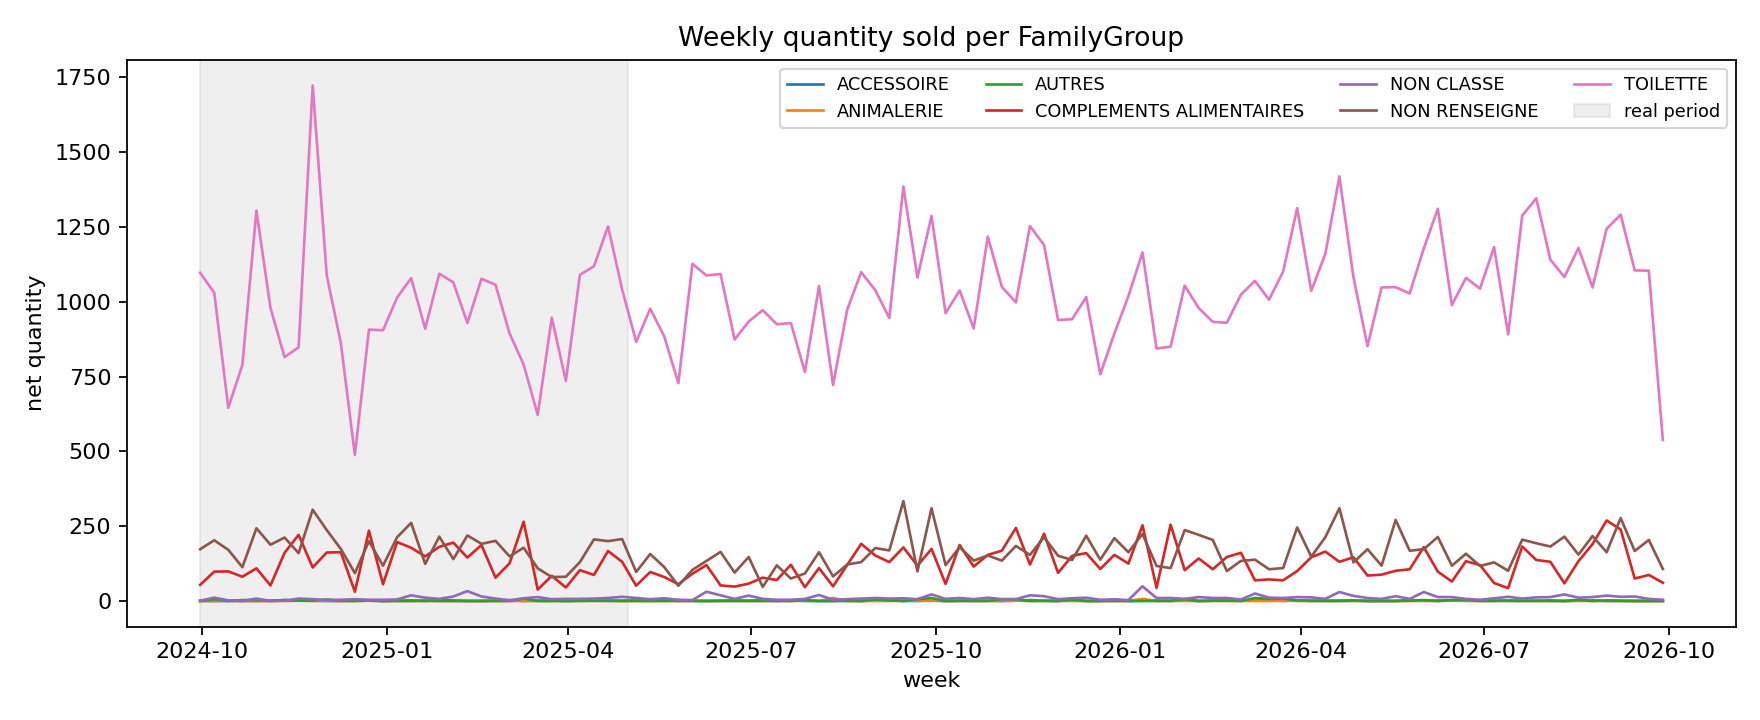 Weekly quantity sold per FamilyGroup
ACCESSOIRE
ANIMALERIE
AUTRES
COMPLEMENTS ALIMENTAIRES
NON CLASSE
NON RENSEIGNE
TOILETTE
real period
net quantity
1750
1500
1250
1000
750
500
250
0
2024-10
2025-01
2025-04
2025-07
2025-10
2026-01
2026-04
2026-07
2026-10
week